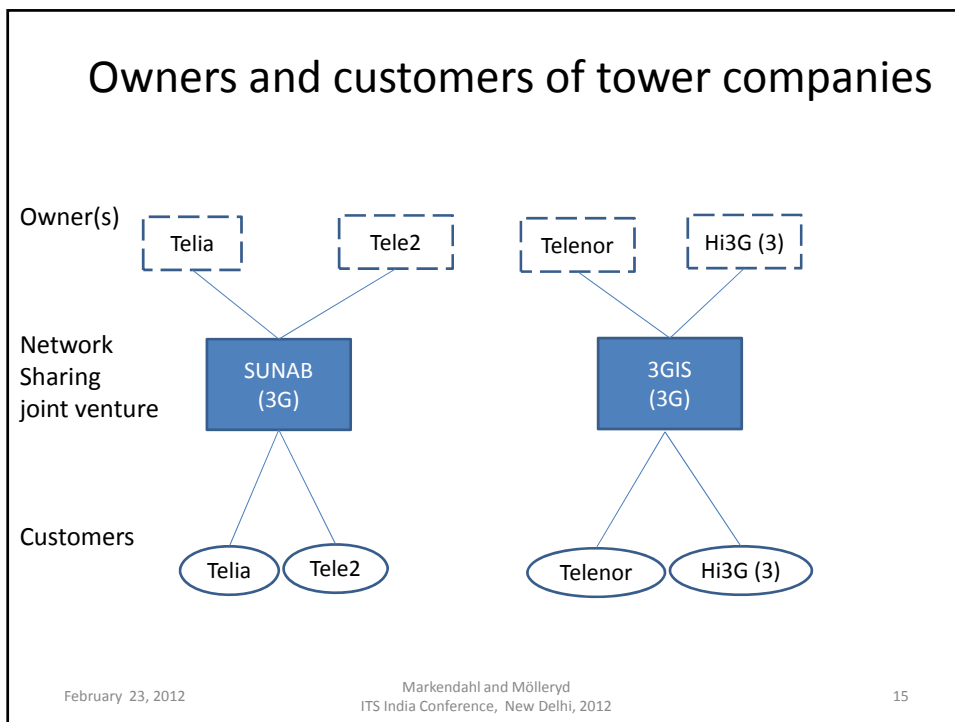 Owners and customers of tower companies
Owner(s)
Telia
Tele2
Telenor
Hi3G (3)
Network
Sharing
joint venture
SUNAB
(3G)
3GIS
(3G)
Customers
Telia
Tele2
Telenor
Hi3G (3)
February 23, 2012
Markendahl and Mölleryd
ITS India Conference, New Delhi, 2012
15